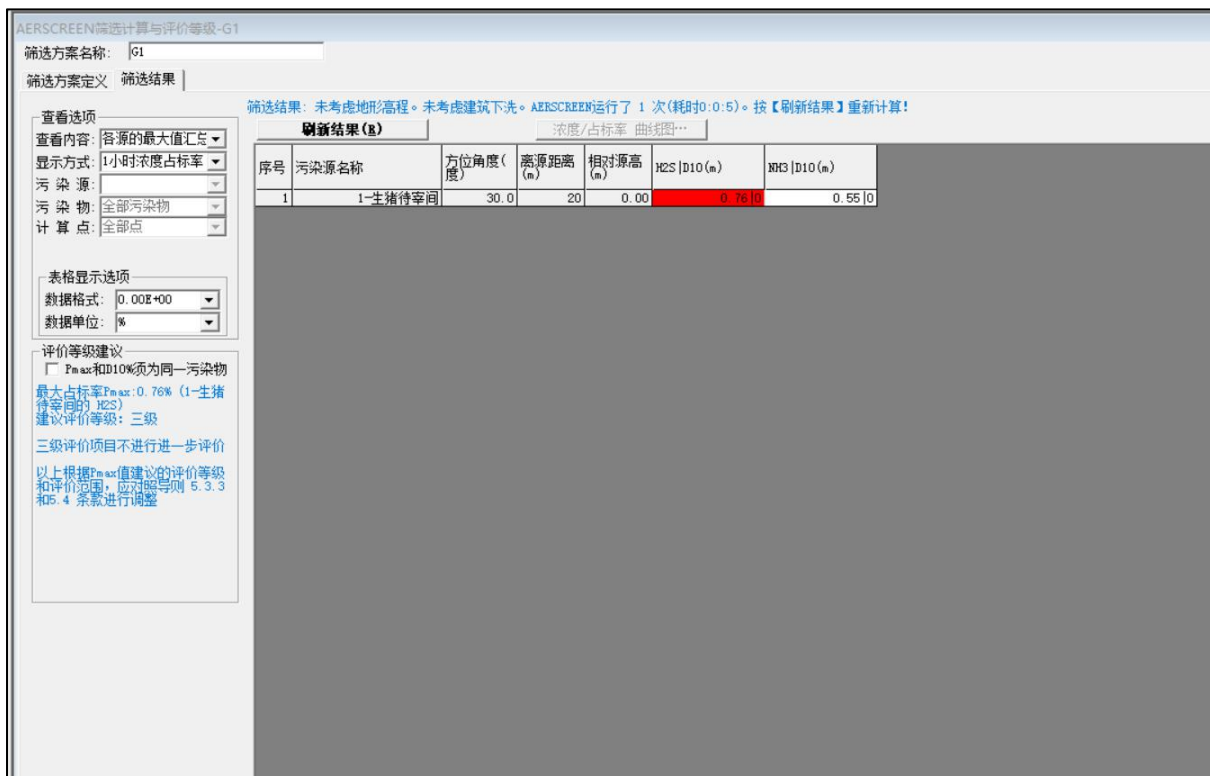 AERSCREEN筛选计算与评价等级-G1
筛选方案名称: G1
筛选方案定义 筛选结果
筛选结果: 未考虑地形高程。未考虑建筑下洗。AERSCREEN运行了 1 次(耗时0:0:5)。按【刷新结果】重新计算!
查看选项
查看内容: 各源的最大值汇总
显示方式: 1小时浓度占标率
污 染 源:
污 染 物: 全部污染物
计 算 点: 全部点
刷新结果(R) 浓度/占标率 曲线图…
序号 污染源名称 方位角度(度) 离源距离(m) 相对源高(m) H2S|D10(m) NH3|D10(m)
1 1-生猪待宰间 30.0 20 0.00 0.76|0 0.55|0
表格显示选项
数据格式: 0.00E+00
数据单位: %
评价等级建议
Pmax和D10%须为同一污染物
最大占标率Pmax:0.76% (1-生猪
待宰间的 H2S)
建议评价等级: 三级
三级评价项目不进行进一步评价
以上根据Pmax值建议的评价等级
和评价范围, 应对照导则 5.3.3
和5.4 条款进行调整